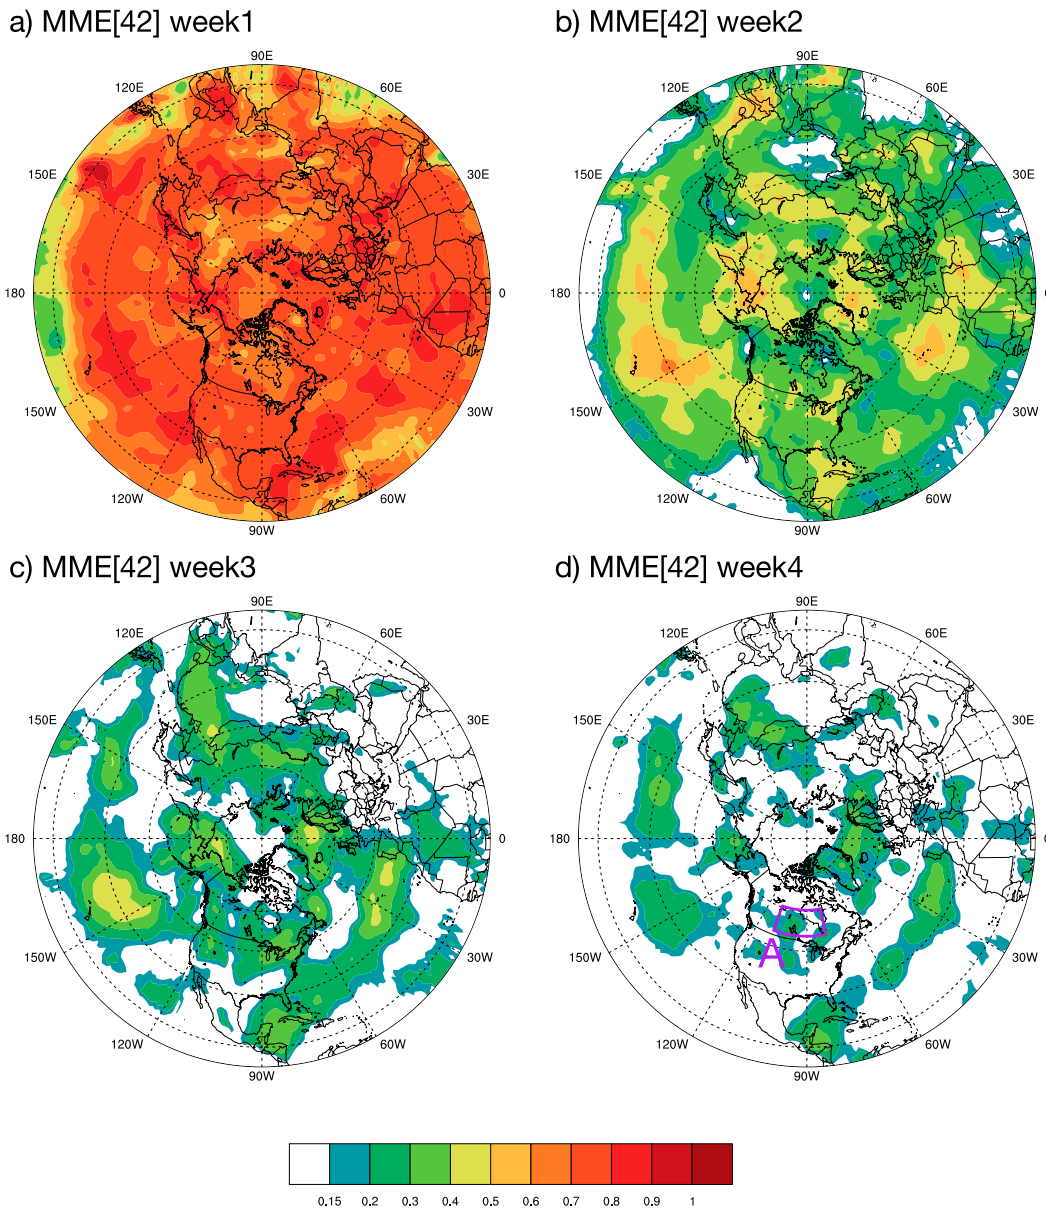 a) MME[42] week1
b) MME[42] week2
90E
90E
120E
60E
120E
60E
150E
30E
150E
30E
180
0
180
0
150W
30W
150W
30W
120W
60W
120W
60W
90W
90W
c) MME[42] week3
d) MME[42] week4
90E
90E
120E
60E
120E
60E
150E
30E
150E
30E
180
0
180
0
A
150W
30W
150W
30W
120W
60W
120W
60W
90W
90W
0.15 0.2 0.3 0.4 0.5 0.6 0.7 0.8 0.9 1